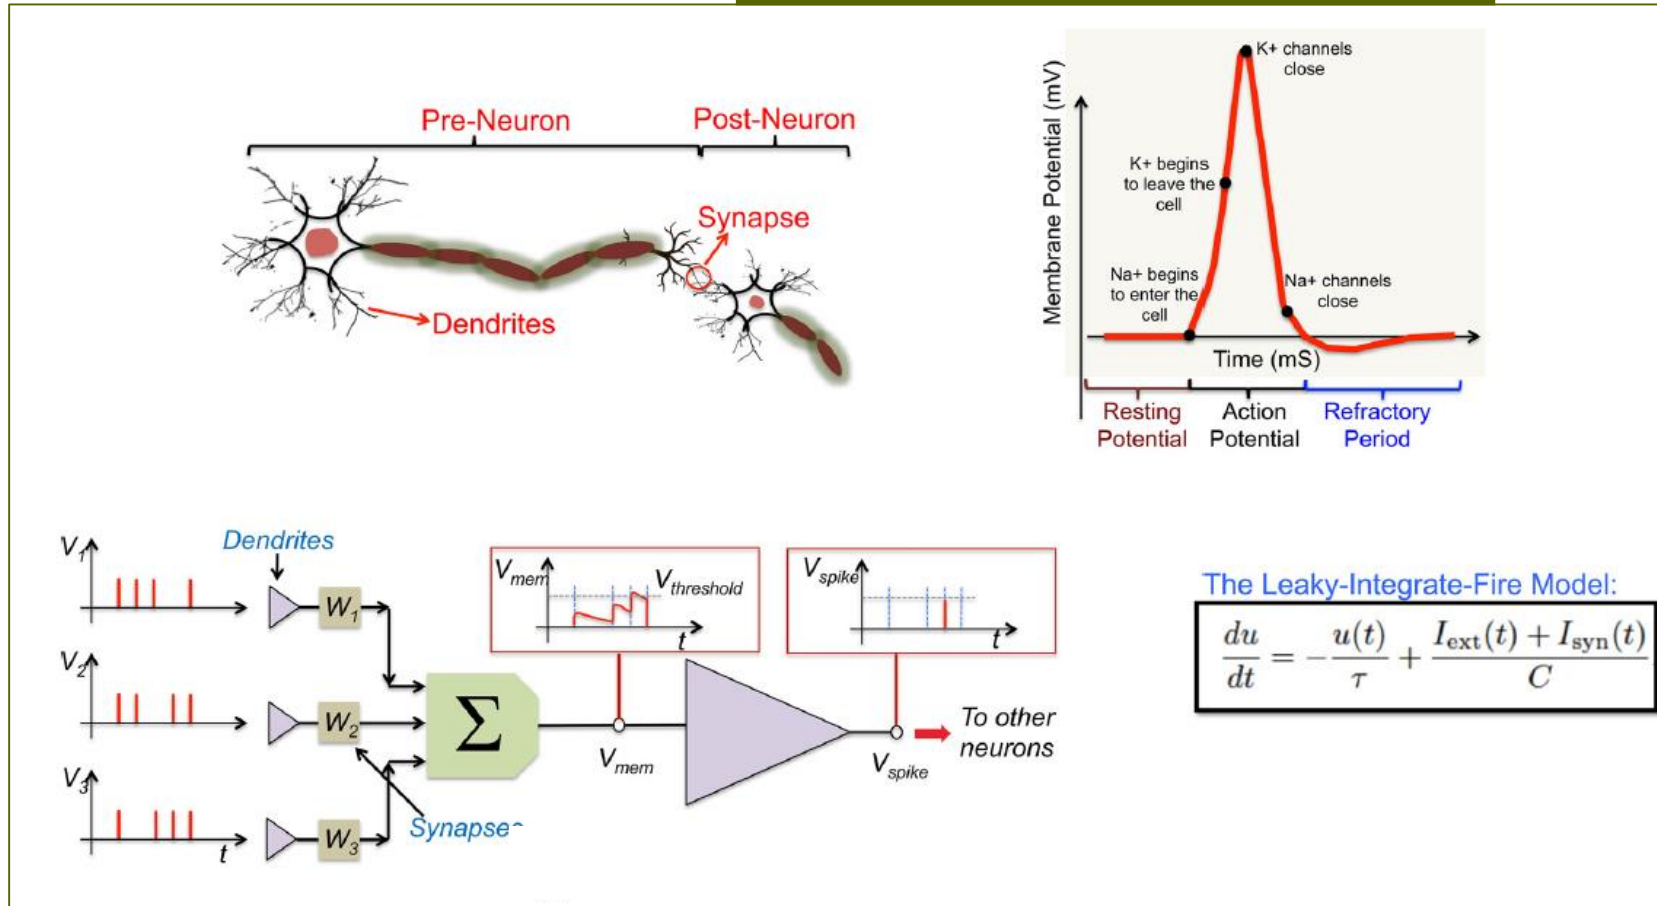 Pre-Neuron
Post-Neuron
Synapse
Dendrites
Membrane Potential (mV)
K+ channels
close
K+ begins
to leave the
cell
Na+ begins
to enter the
cell
Na+ channels
close
Time (mS)
Resting
Potential
Action
Potential
Refractory
Period
V1
Dendrites
W1
V2
W2
V3
t
W3
Σ
Vmem
Vthreshold
t
Vspike
t
Vmem
Vspike
To other
neurons
The Leaky-Integrate-Fire Model:
du/dt = -u(t)/τ + (Iext(t) + Isyn(t))/C